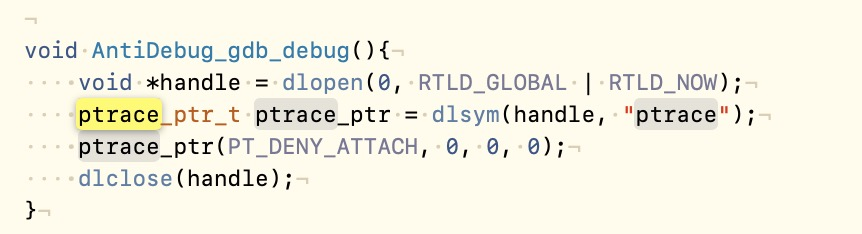 void AntiDebug_gdb_debug(){
    void *handle = dlopen(0, RTLD_GLOBAL | RTLD_NOW);
    ptrace_ptr_t ptrace_ptr = dlsym(handle, "ptrace");
    ptrace_ptr(PT_DENY_ATTACH, 0, 0, 0);
    dlclose(handle);
}